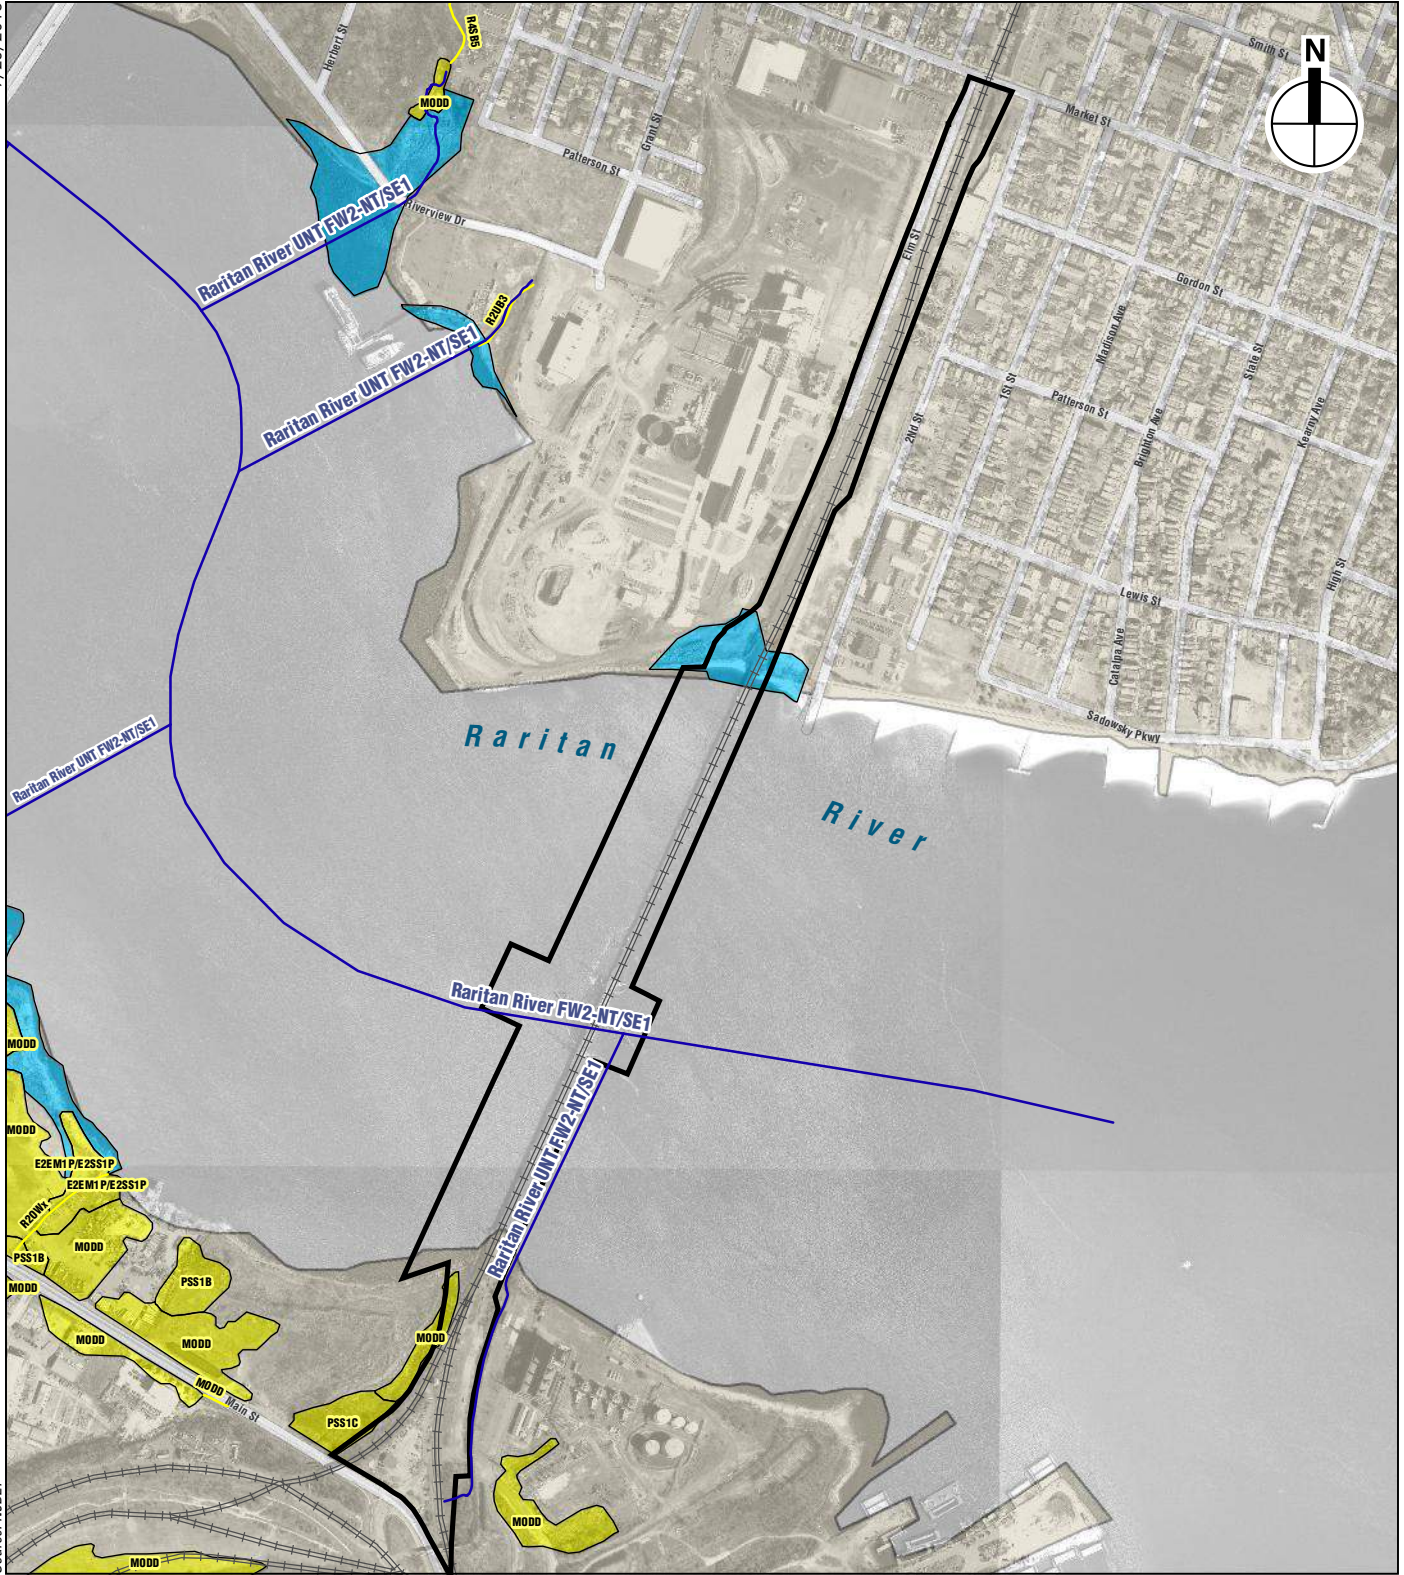 R4SB5
Herbert St
Smith St
N
MODD
Market St
Grant St
Patterson St
Raritan River UNT FW2-NT/SE1
Riverview Dr
Elm St
Gordon St
R2UB3
Raritan River UNT FW2-NT/SE1
Madison Ave
State St
1St St
Patterson St
2Nd St
Brighton Ave
Kearny Ave
High St
Lewis St
Catalpa Ave
Sadowsky Pkwy
Raritan
River
Raritan River UNT FW2-NT/SE1
Raritan River FW2-NT/SE1
Raritan River UNT FW2-NT/SE1
MODD
MODD
E2EM1P/E2SS1P
E2EM1P/E2SS1P
R2OWx
MODD
PSS1B
PSS1B
MODD
MODD
MODD
MODD
MODD
Main St
PSS1C
MODD
MODD